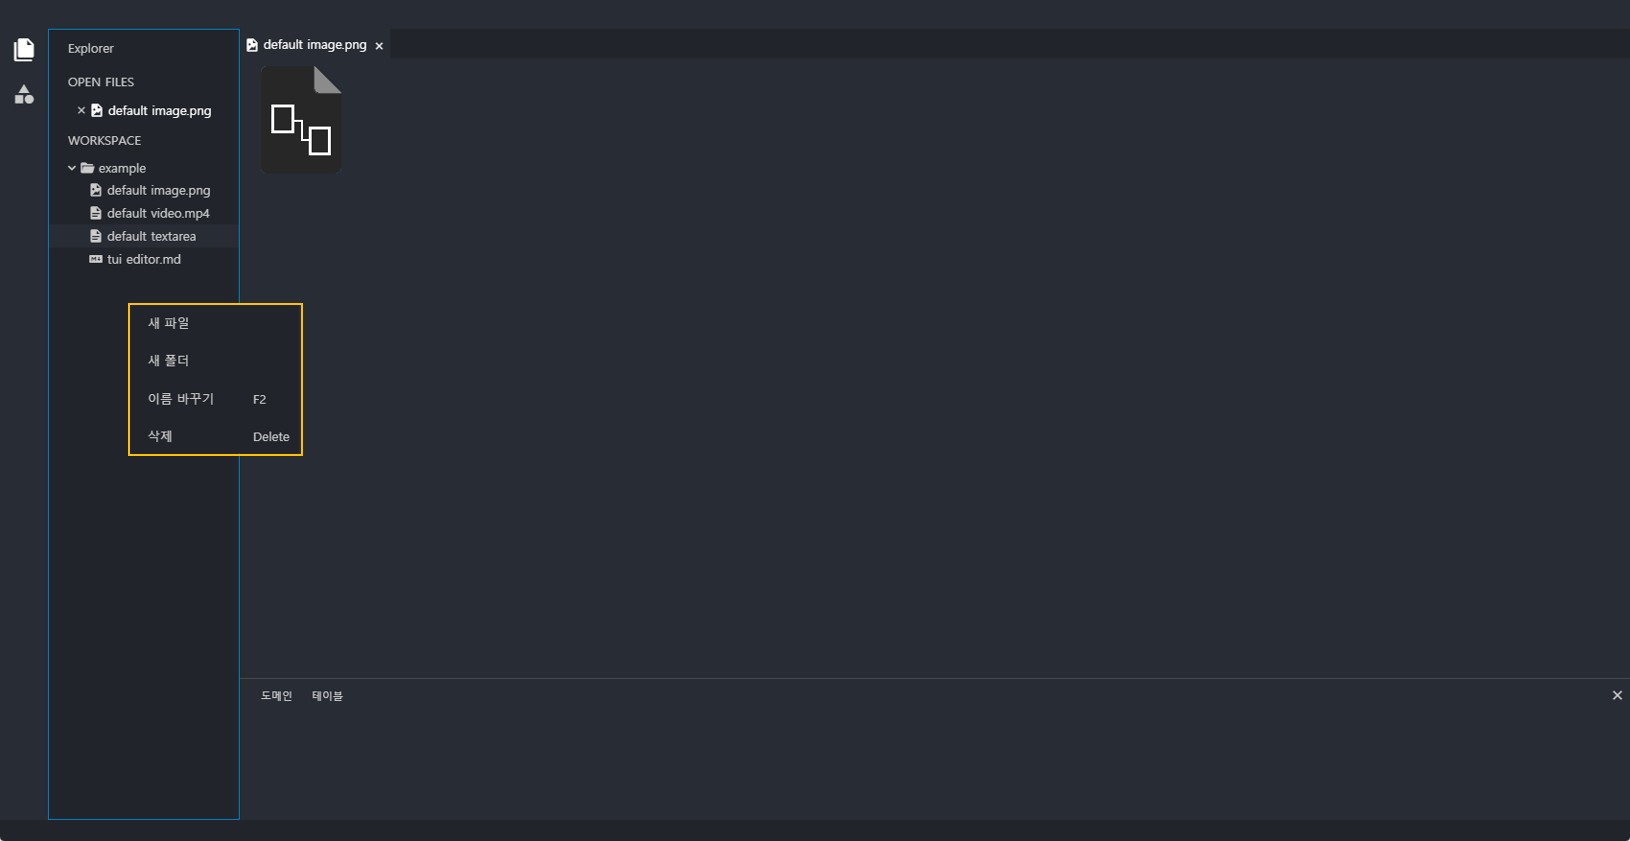 Explorer
OPEN FILES
default image.png
WORKSPACE
example
default image.png
default video.mp4
default textarea
tui editor.md
default image.png
새 파일
새 폴더
이름 바꾸기 F2
삭제 Delete
도메인 테이블